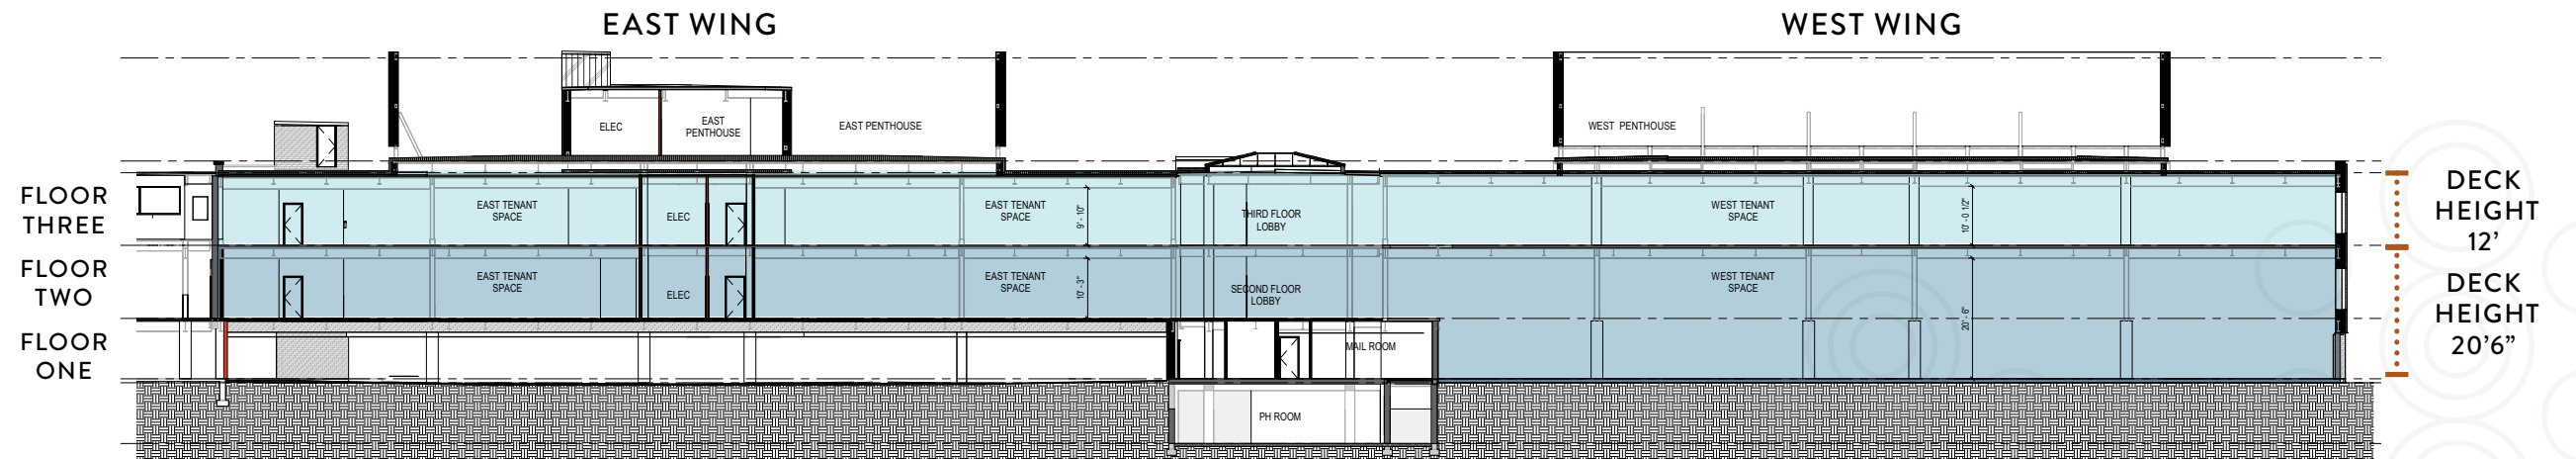 EAST WING
WEST WING
ELEC
EAST
PENTHOUSE
EAST PENTHOUSE
WEST PENTHOUSE
FLOOR
THREE
EAST TENANT
SPACE
ELEC
EAST TENANT
SPACE
9' - 10"
THIRD FLOOR
LOBBY
WEST TENANT
SPACE
10' - 0 1/2"
DECK
HEIGHT
12'
FLOOR
TWO
EAST TENANT
SPACE
ELEC
EAST TENANT
SPACE
10' - 3"
SECOND FLOOR
LOBBY
WEST TENANT
SPACE
20' - 6"
DECK
HEIGHT
20'6"
FLOOR
ONE
MAIL ROOM
PH ROOM